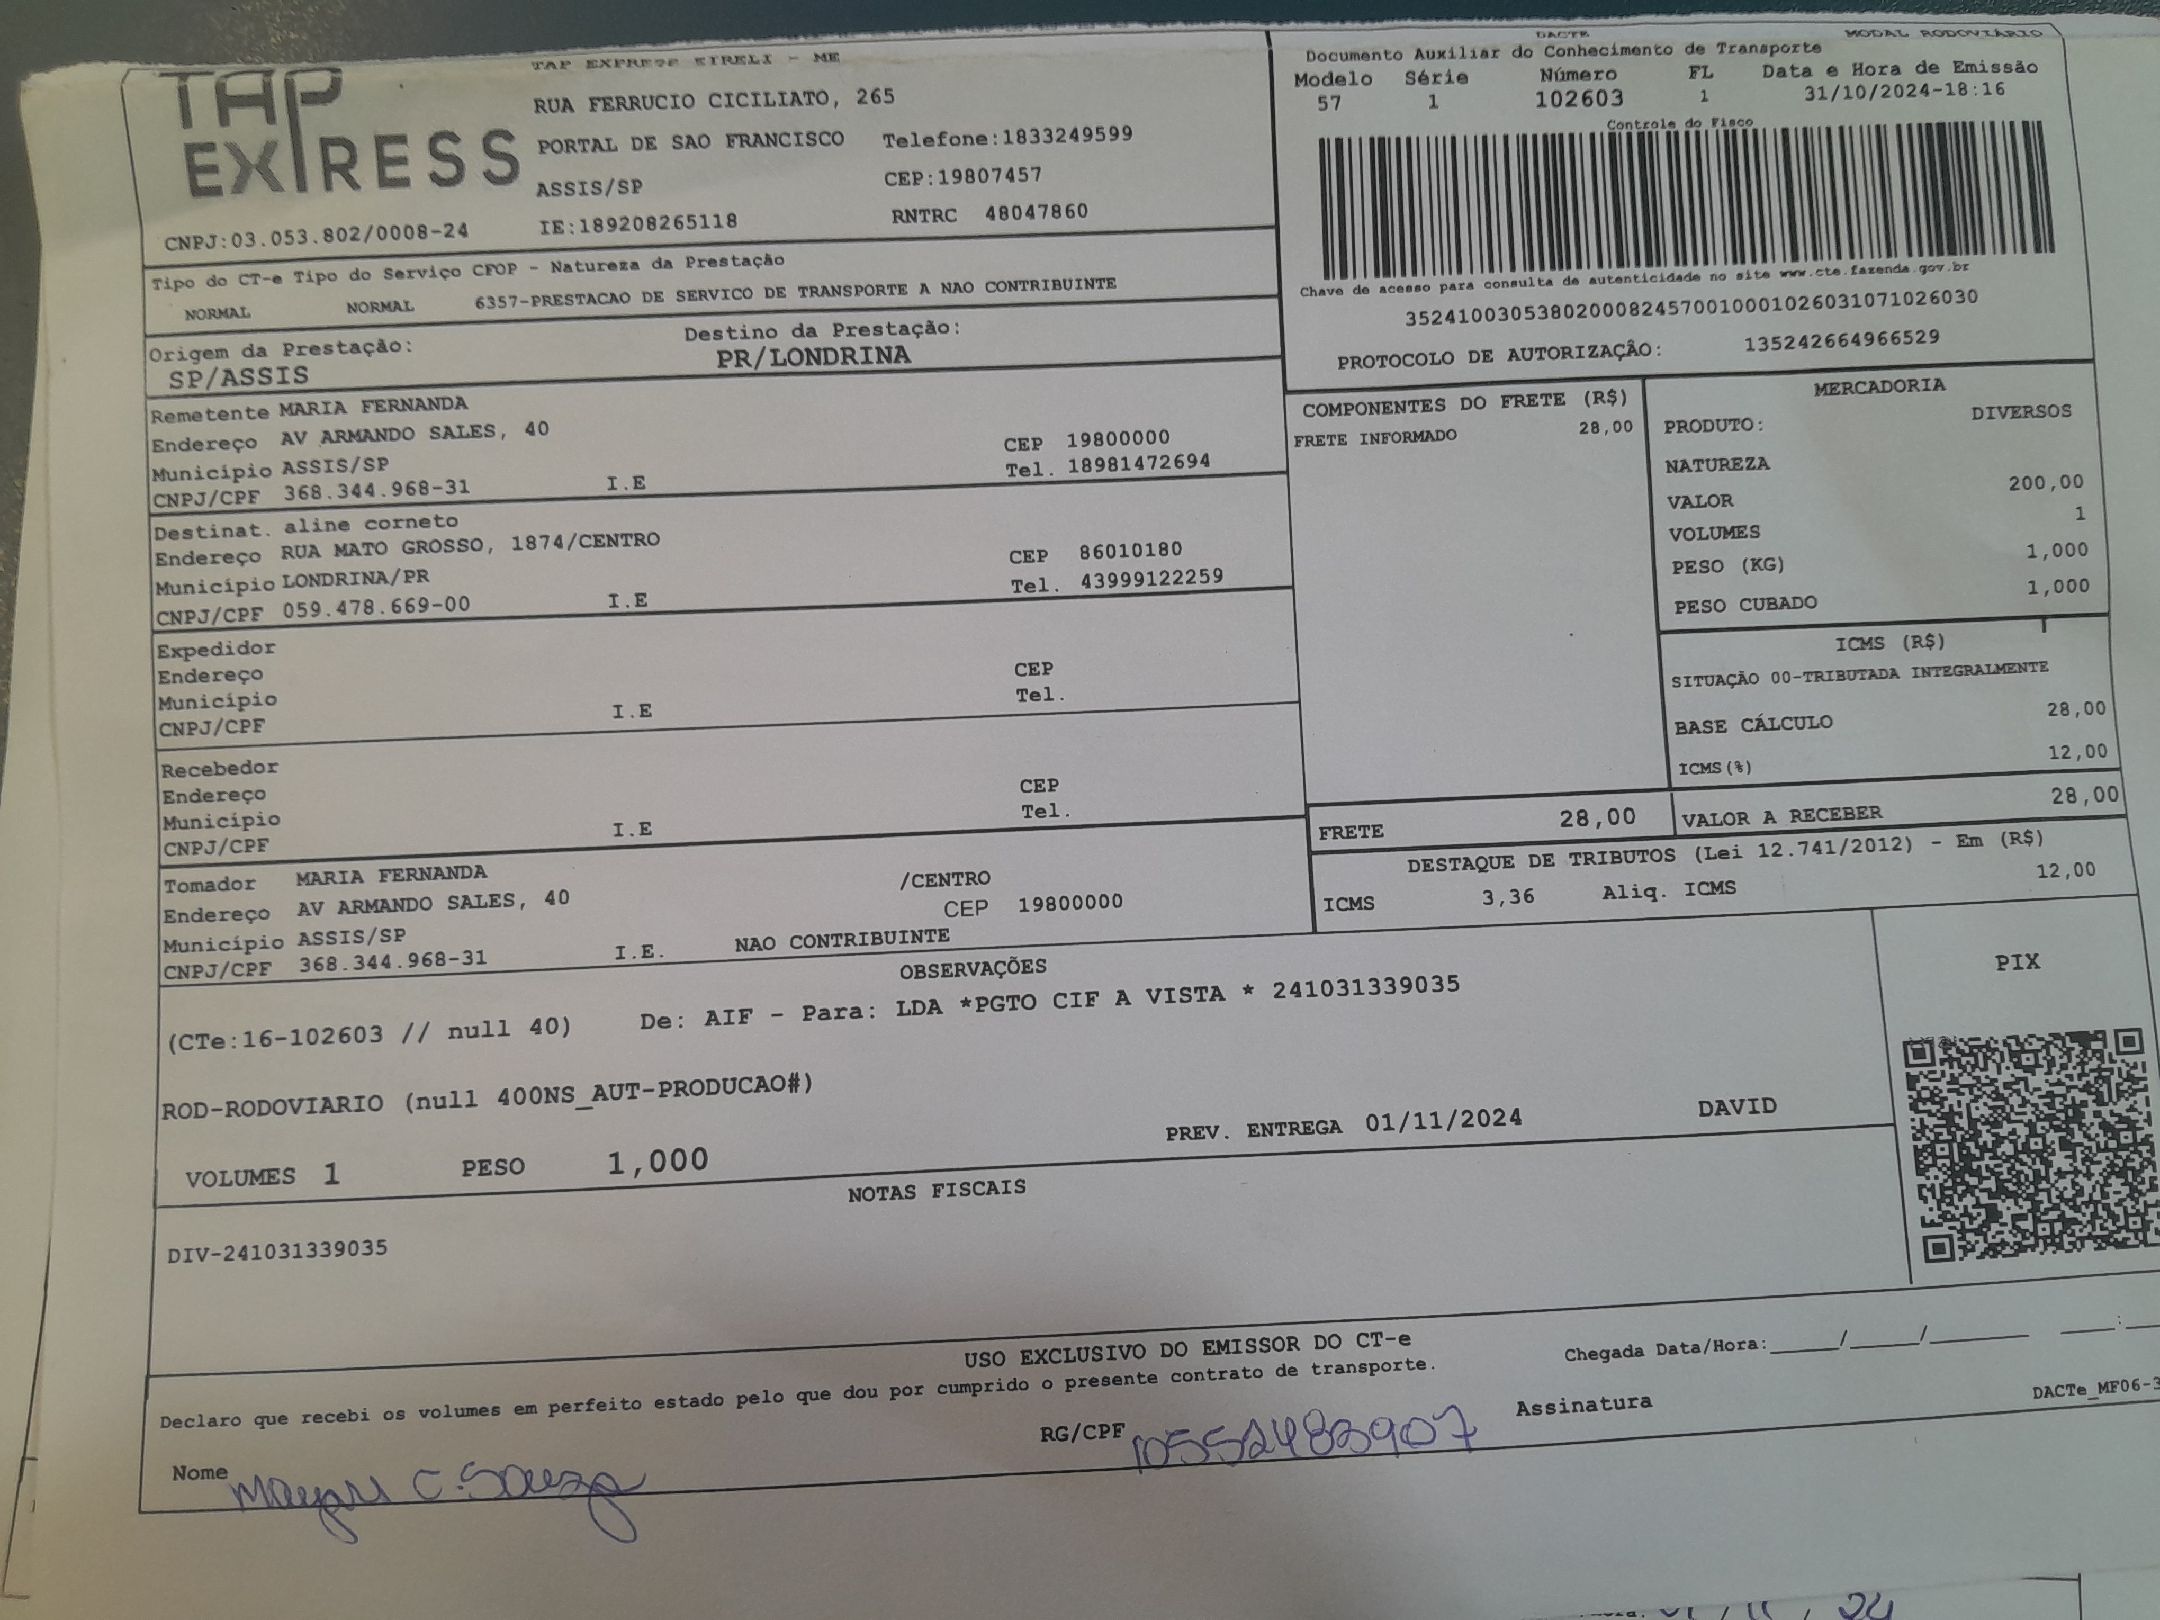 TAP EXPRESS
TAP EXPRESS EIRELI - ME
RUA FERRUCIO CICILIATO, 265
PORTAL DE SAO FRANCISCO Telefone:1833249599
ASSIS/SP CEP:19807457
CNPJ:03.053.802/0008-24 IE:189208265118 RNTRC 48047860
DACTE MODAL RODOVIÁRIO
Documento Auxiliar do Conhecimento de Transporte
Modelo Série Número FL Data e Hora de Emissão
57 1 102603 1 31/10/2024-18:16
Controle do Fisco
Chave de acesso para consulta de autenticidade no site www.cte.fazenda.gov.br
35241003053802000824570010001026031071026030
PROTOCOLO DE AUTORIZAÇÃO: 135242664966529
Tipo do CT-e Tipo do Serviço CFOP - Natureza da Prestação
NORMAL NORMAL 6357-PRESTACAO DE SERVICO DE TRANSPORTE A NAO CONTRIBUINTE
Origem da Prestação: Destino da Prestação:
SP/ASSIS PR/LONDRINA
Remetente MARIA FERNANDA
Endereço AV ARMANDO SALES, 40 CEP 19800000
Município ASSIS/SP Tel. 18981472694
CNPJ/CPF 368.344.968-31 I.E
Destinat. aline corneto
Endereço RUA MATO GROSSO, 1874/CENTRO CEP 86010180
Município LONDRINA/PR Tel. 43999122259
CNPJ/CPF 059.478.669-00 I.E
Expedidor
Endereço CEP
Município Tel.
CNPJ/CPF I.E
Recebedor
Endereço CEP
Município Tel.
CNPJ/CPF I.E
Tomador MARIA FERNANDA /CENTRO
Endereço AV ARMANDO SALES, 40 CEP 19800000
Município ASSIS/SP
CNPJ/CPF 368.344.968-31 I.E. NAO CONTRIBUINTE
COMPONENTES DO FRETE (R$)
FRETE INFORMADO 28,00
MERCADORIA
PRODUTO: DIVERSOS
NATUREZA
VALOR 200,00
VOLUMES 1
PESO (KG) 1,000
PESO CUBADO 1,000
ICMS (R$)
SITUAÇÃO 00-TRIBUTADA INTEGRALMENTE
BASE CÁLCULO 28,00
ICMS(%) 12,00
FRETE 28,00 VALOR A RECEBER 28,00
DESTAQUE DE TRIBUTOS (Lei 12.741/2012) - Em (R$)
ICMS 3,36 Aliq. ICMS 12,00
OBSERVAÇÕES
(CTe:16-102603 // null 40) De: AIF - Para: LDA *PGTO CIF A VISTA * 241031339035
ROD-RODOVIARIO (null 400NS_AUT-PRODUCAO#)
PREV. ENTREGA 01/11/2024 DAVID
VOLUMES 1 PESO 1,000
PIX
NOTAS FISCAIS
DIV-241031339035
USO EXCLUSIVO DO EMISSOR DO CT-e
Declaro que recebi os volumes em perfeito estado pelo que dou por cumprido o presente contrato de transporte.
Chegada Data/Hora:_____/_____/_______ ____:
DACTe_MF06-3
Nome C. Souza RG/CPF 10552483907 Assinatura